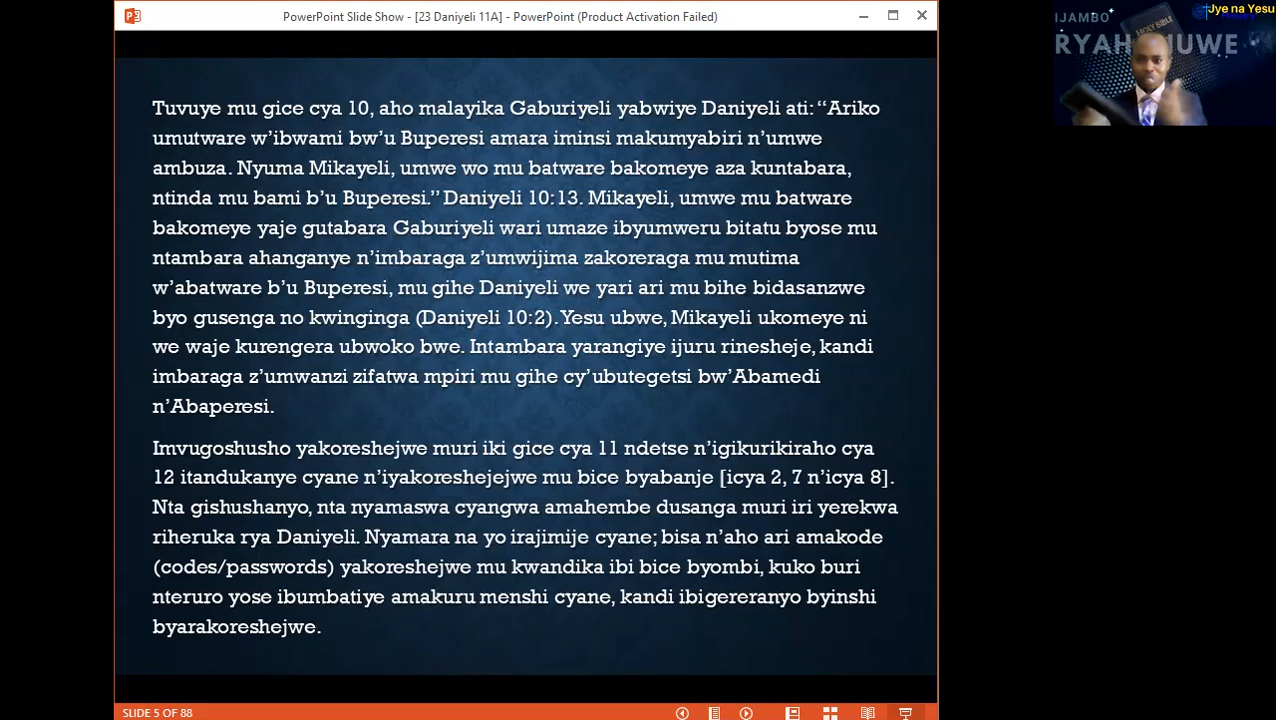 PowerPoint Slide Show - [23 Daniyeli 11A] - PowerPoint (Product Activation Failed)
Jye na Yesu
IJAMBO
HOLY BIBLE
Tuvuye mu gice cya 10, aho malayika Gaburiyeli yabwiye Daniyeli ati: “Ariko
umutware w’ibwami bw’u Buperesi amara iminsi makumyabiri n’umwe
ambuza. Nyuma Mikayeli, umwe wo mu batware bakomeye aza kuntabara,
ntinda mu bami b’u Buperesi.” Daniyeli 10:13. Mikayeli, umwe mu batware
bakomeye yaje gutabara Gaburiyeli wari umaze ibyumweru bitatu byose mu
ntambara ahanganye n’imbaraga z’umwijima zakoreraga mu mutima
w’abatware b’u Buperesi, mu gihe Daniyeli we yari ari mu bihe bidasanzwe
byo gusenga no kwinginga (Daniyeli 10:2). Yesu ubwe, Mikayeli ukomeye ni
we waje kurengera ubwoko bwe. Intambara yarangiye ijuru rinesheje, kandi
imbaraga z’umwanzi zifatwa mpiri mu gihe cy’ubutegetsi bw’Abamedi
n’Abaperesi.
Imvugoshusho yakoreshejwe muri iki gice cya 11 ndetse n’igikurikiraho cya
12 itandukanye cyane n’iyakoreshejejwe mu bice byabanje [icya 2, 7 n’icya 8].
Nta gishushanyo, nta nyamaswa cyangwa amahembe dusanga muri iri yerekwa
riheruka rya Daniyeli. Nyamara na yo irajimije cyane; bisa n’aho ari amakode
(codes/passwords) yakoreshejwe mu kwandika ibi bice byombi, kuko buri
nteruro yose ibumbatiye amakuru menshi cyane, kandi ibigereranyo byinshi
byarakoreshejwe.
SLIDE 5 OF 88